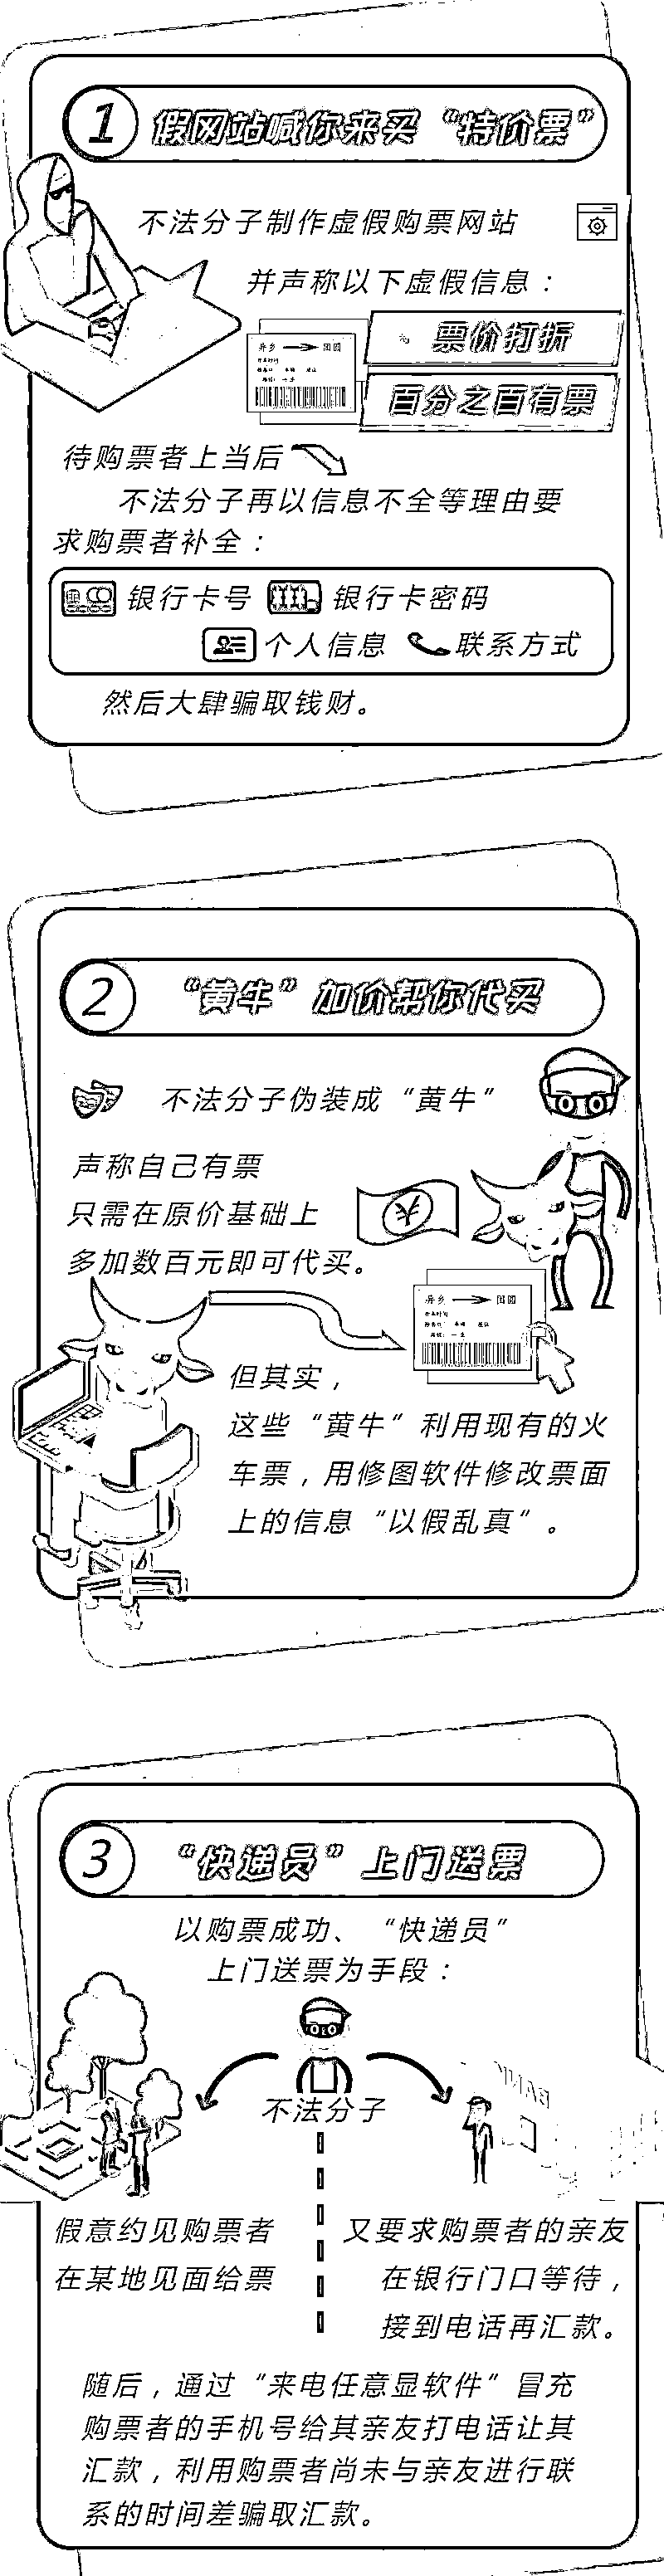 1
假网站喊你来买“特价票”
不法分子制作虚假购票网站
并声称以下虚假信息：
票价打折
异乡 团圆
百分之百有票
待购票者上当后
不法分子再以信息不全等理由要
求购票者补全：
银行卡号 银行卡密码
个人信息 联系方式
然后大肆骗取钱财。
2
“黄牛”加价帮你代买
不法分子伪装成“黄牛”
声称自己有票
只需在原价基础上
多加数百元即可代买。
异乡 团圆
但其实，
这些“黄牛”利用现有的火
车票，用修图软件修改票面
上的信息“以假乱真”。
3
“快递员”上门送票
以购票成功、“快递员”
上门送票为手段：
BANK
不法分子
假意约见购票者
在某地见面给票
又要求购票者的亲友
在银行门口等待，
接到电话再汇款。
随后，通过“来电任意显软件”冒充
购票者的手机号给其亲友打电话让其
汇款，利用购票者尚未与亲友进行联
系的时间差骗取汇款。